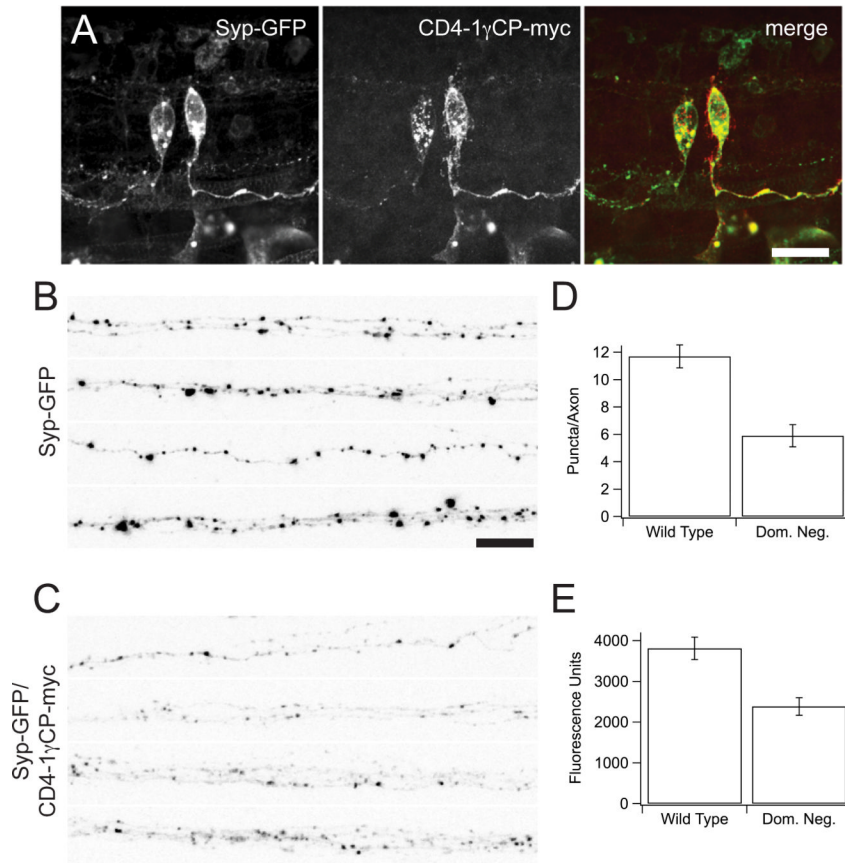 A
Syp-GFP
CD4-1γCP-myc
merge
B
Syp-GFP
C
Syp-GFP/
CD4-1γCP-myc
D
Puncta/Axon
12
10
8
6
4
2
0
Wild Type
Dom. Neg.
E
Fluorescence Units
4000
3000
2000
1000
0
Wild Type
Dom. Neg.